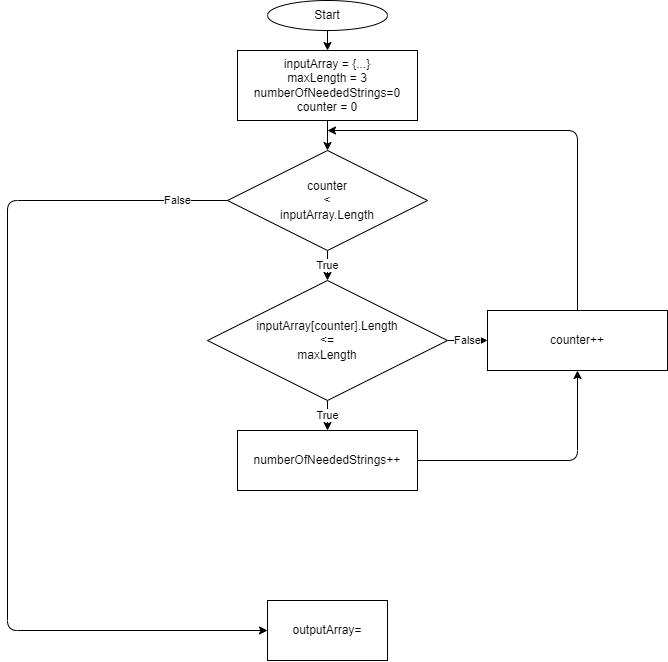 Start
inputArray = {...}
maxLength = 3
numberOfNeededStrings=0
counter = 0
counter
<
inputArray.Length
False
True
inputArray[counter].Length
<=
maxLength
False
counter++
True
numberOfNeededStrings++
outputArray=